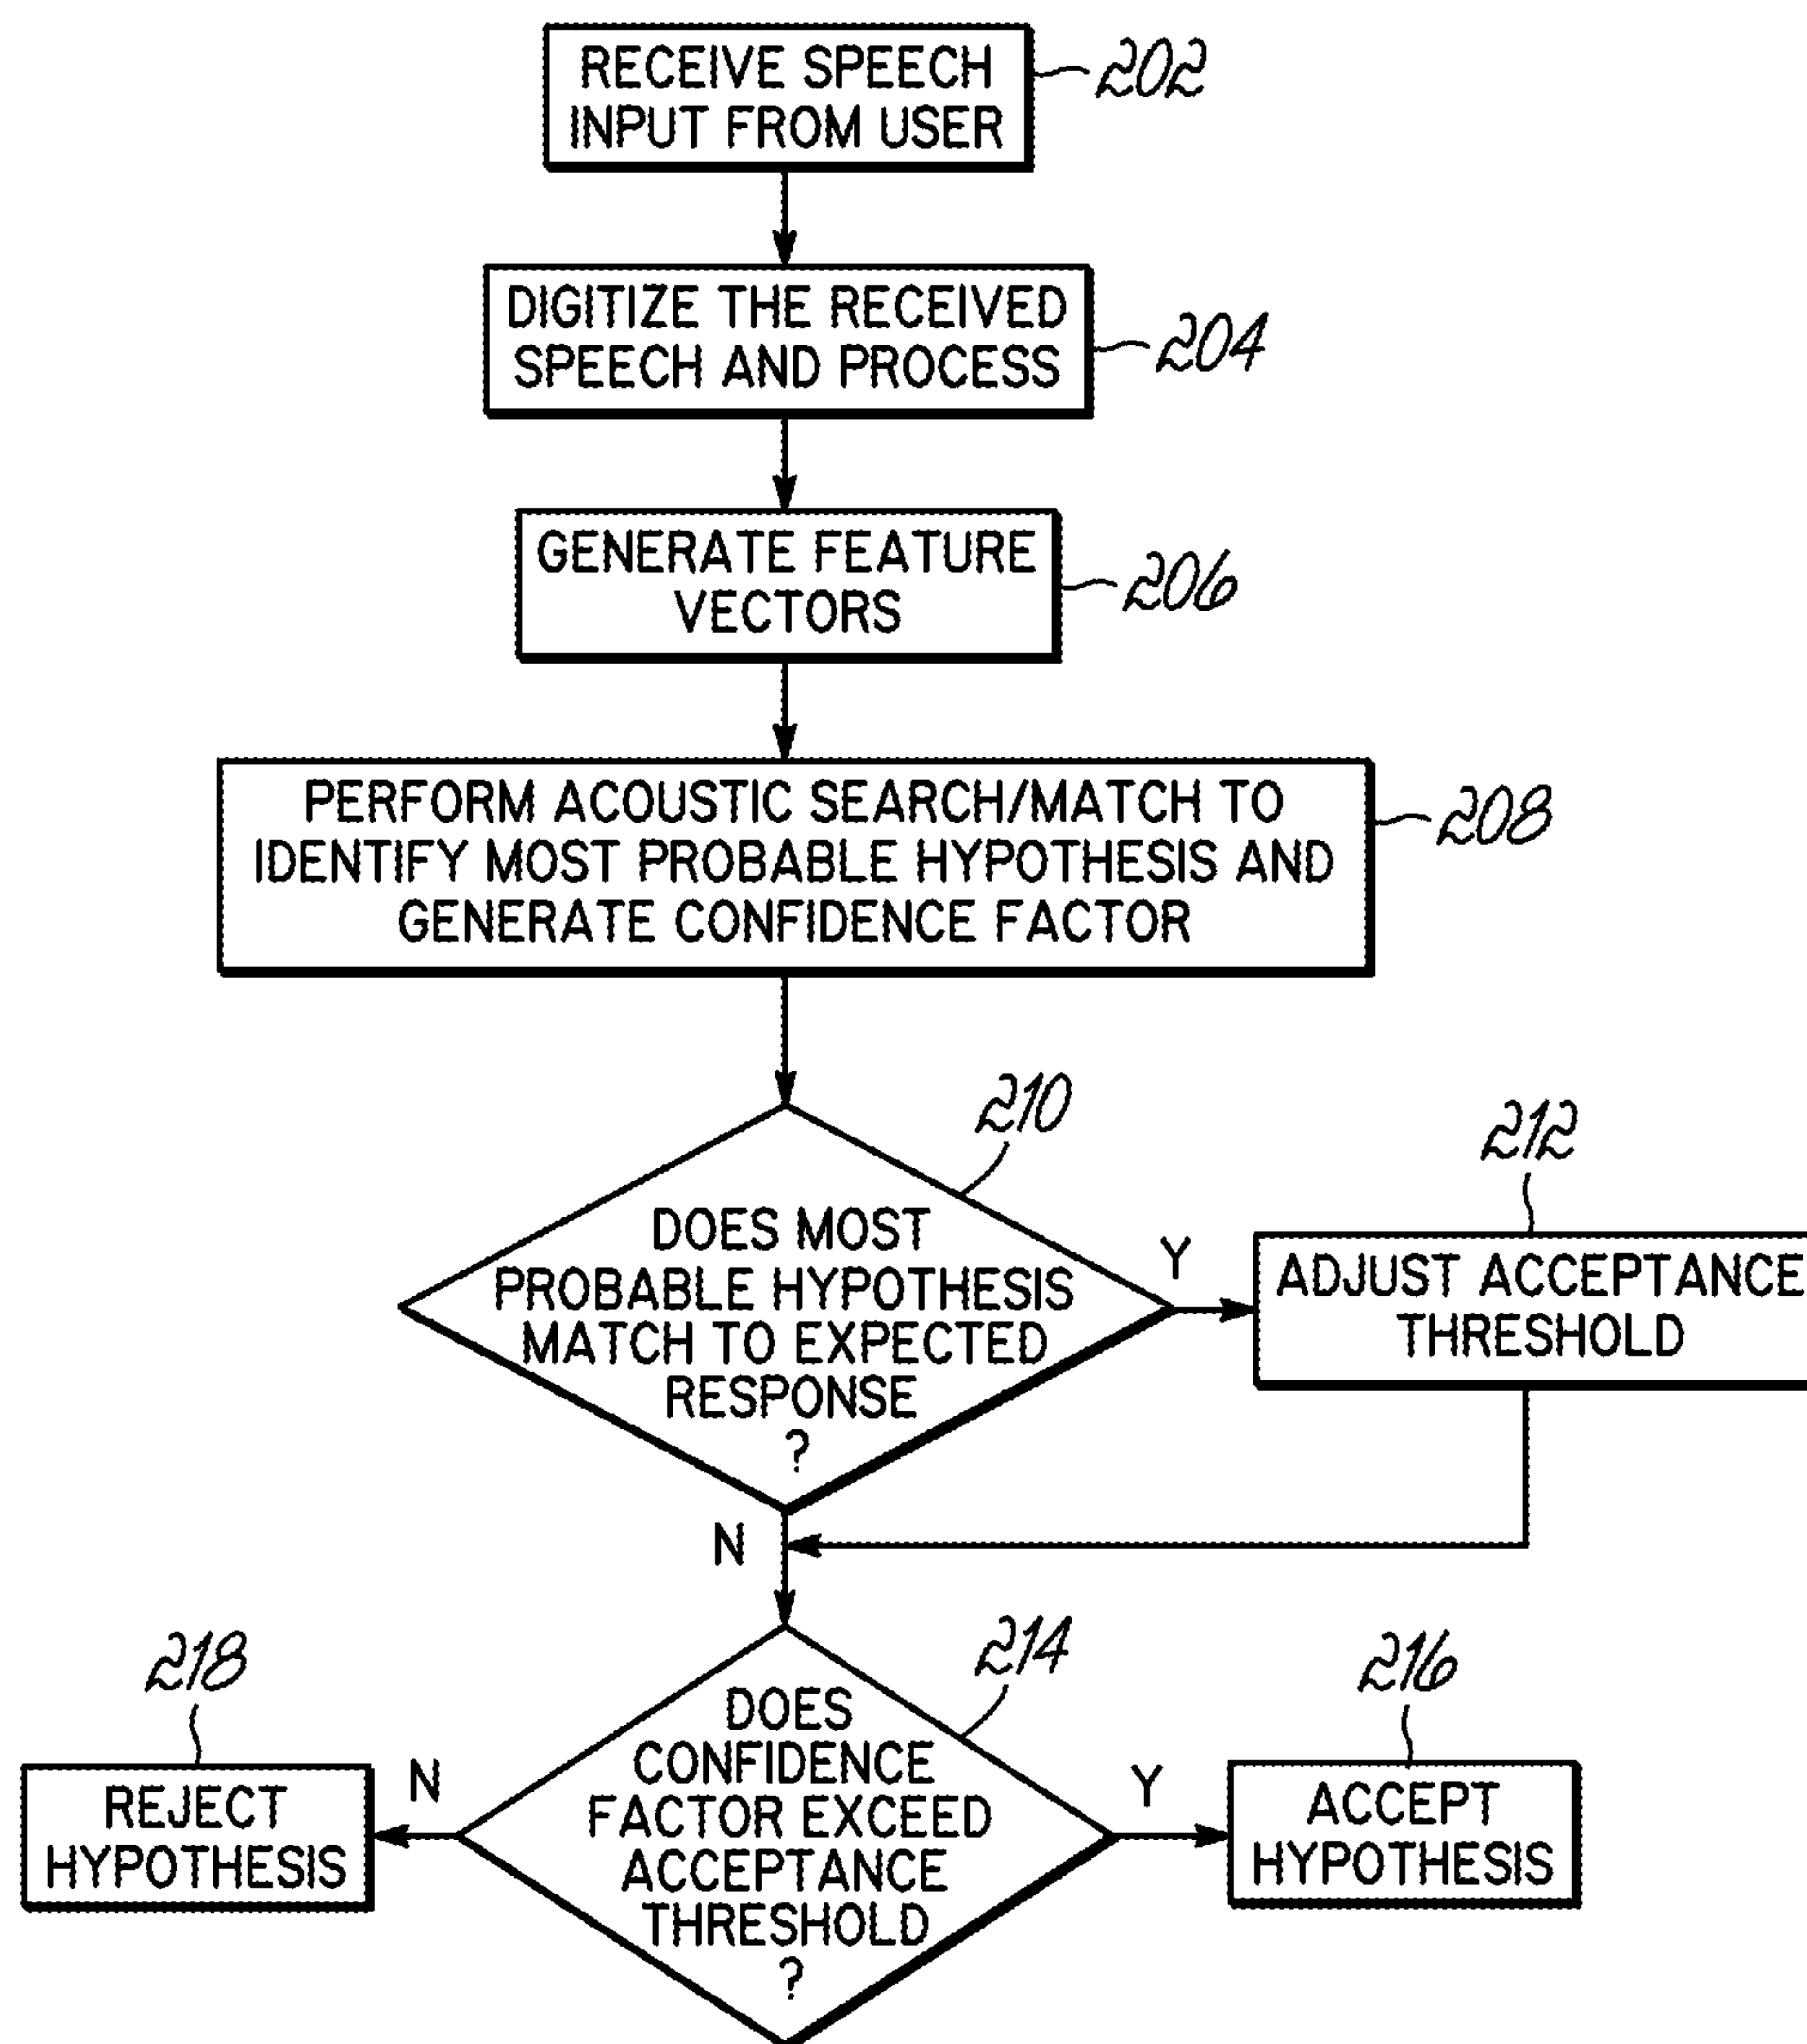 RECEIVE SPEECH
INPUT FROM USER
202
DIGITIZE THE RECEIVED
SPEECH AND PROCESS
204
GENERATE FEATURE
VECTORS
206
PERFORM ACOUSTIC SEARCH/MATCH TO
IDENTIFY MOST PROBABLE HYPOTHESIS AND
GENERATE CONFIDENCE FACTOR
208
210
DOES MOST
PROBABLE HYPOTHESIS
MATCH TO EXPECTED
RESPONSE
?
Y
212
ADJUST ACCEPTANCE
THRESHOLD
N
214
DOES
CONFIDENCE
FACTOR EXCEED
ACCEPTANCE
THRESHOLD
?
N
218
REJECT
HYPOTHESIS
Y
216
ACCEPT
HYPOTHESIS